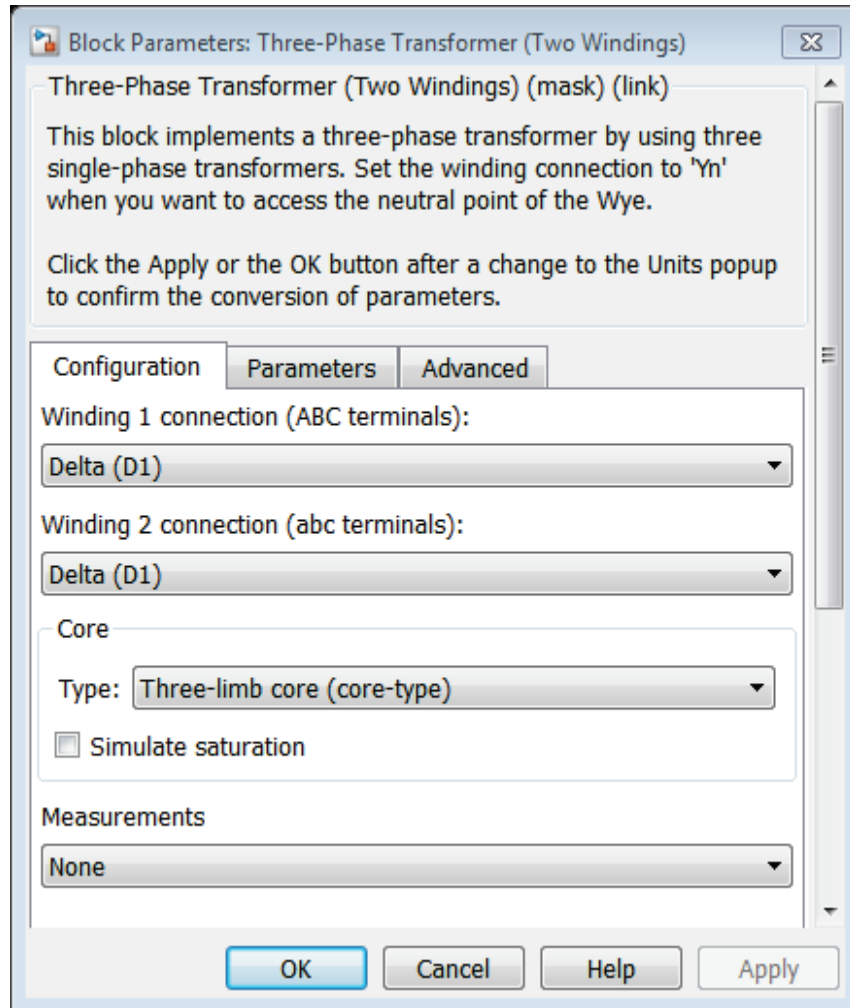 Block Parameters: Three-Phase Transformer (Two Windings)
Three-Phase Transformer (Two Windings) (mask) (link)
This block implements a three-phase transformer by using three
single-phase transformers. Set the winding connection to 'Yn'
when you want to access the neutral point of the Wye.
Click the Apply or the OK button after a change to the Units popup
to confirm the conversion of parameters.
Configuration Parameters Advanced
Winding 1 connection (ABC terminals):
Delta (D1)
Winding 2 connection (abc terminals):
Delta (D1)
Core
Type: Three-limb core (core-type)
Simulate saturation
Measurements
None
OK Cancel Help Apply